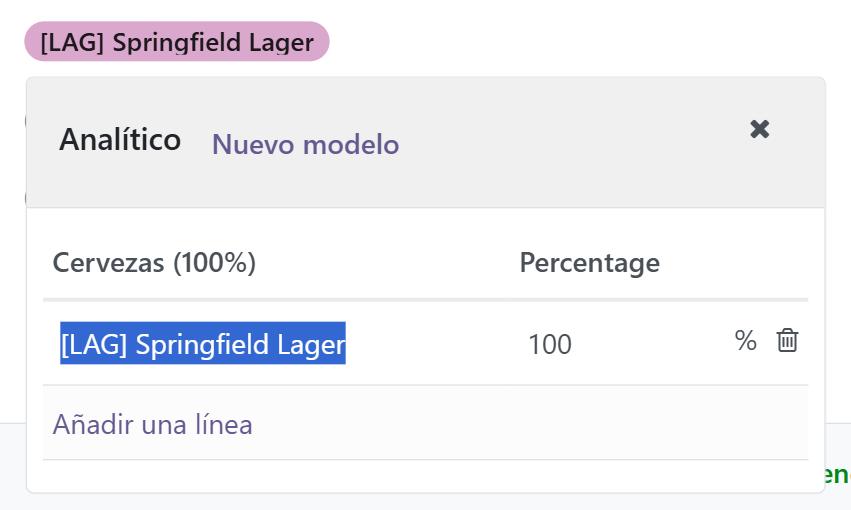 [LAG] Springfield Lager
Analítico Nuevo modelo
Cervezas (100%) Percentage
[LAG] Springfield Lager 100 %
Añadir una línea